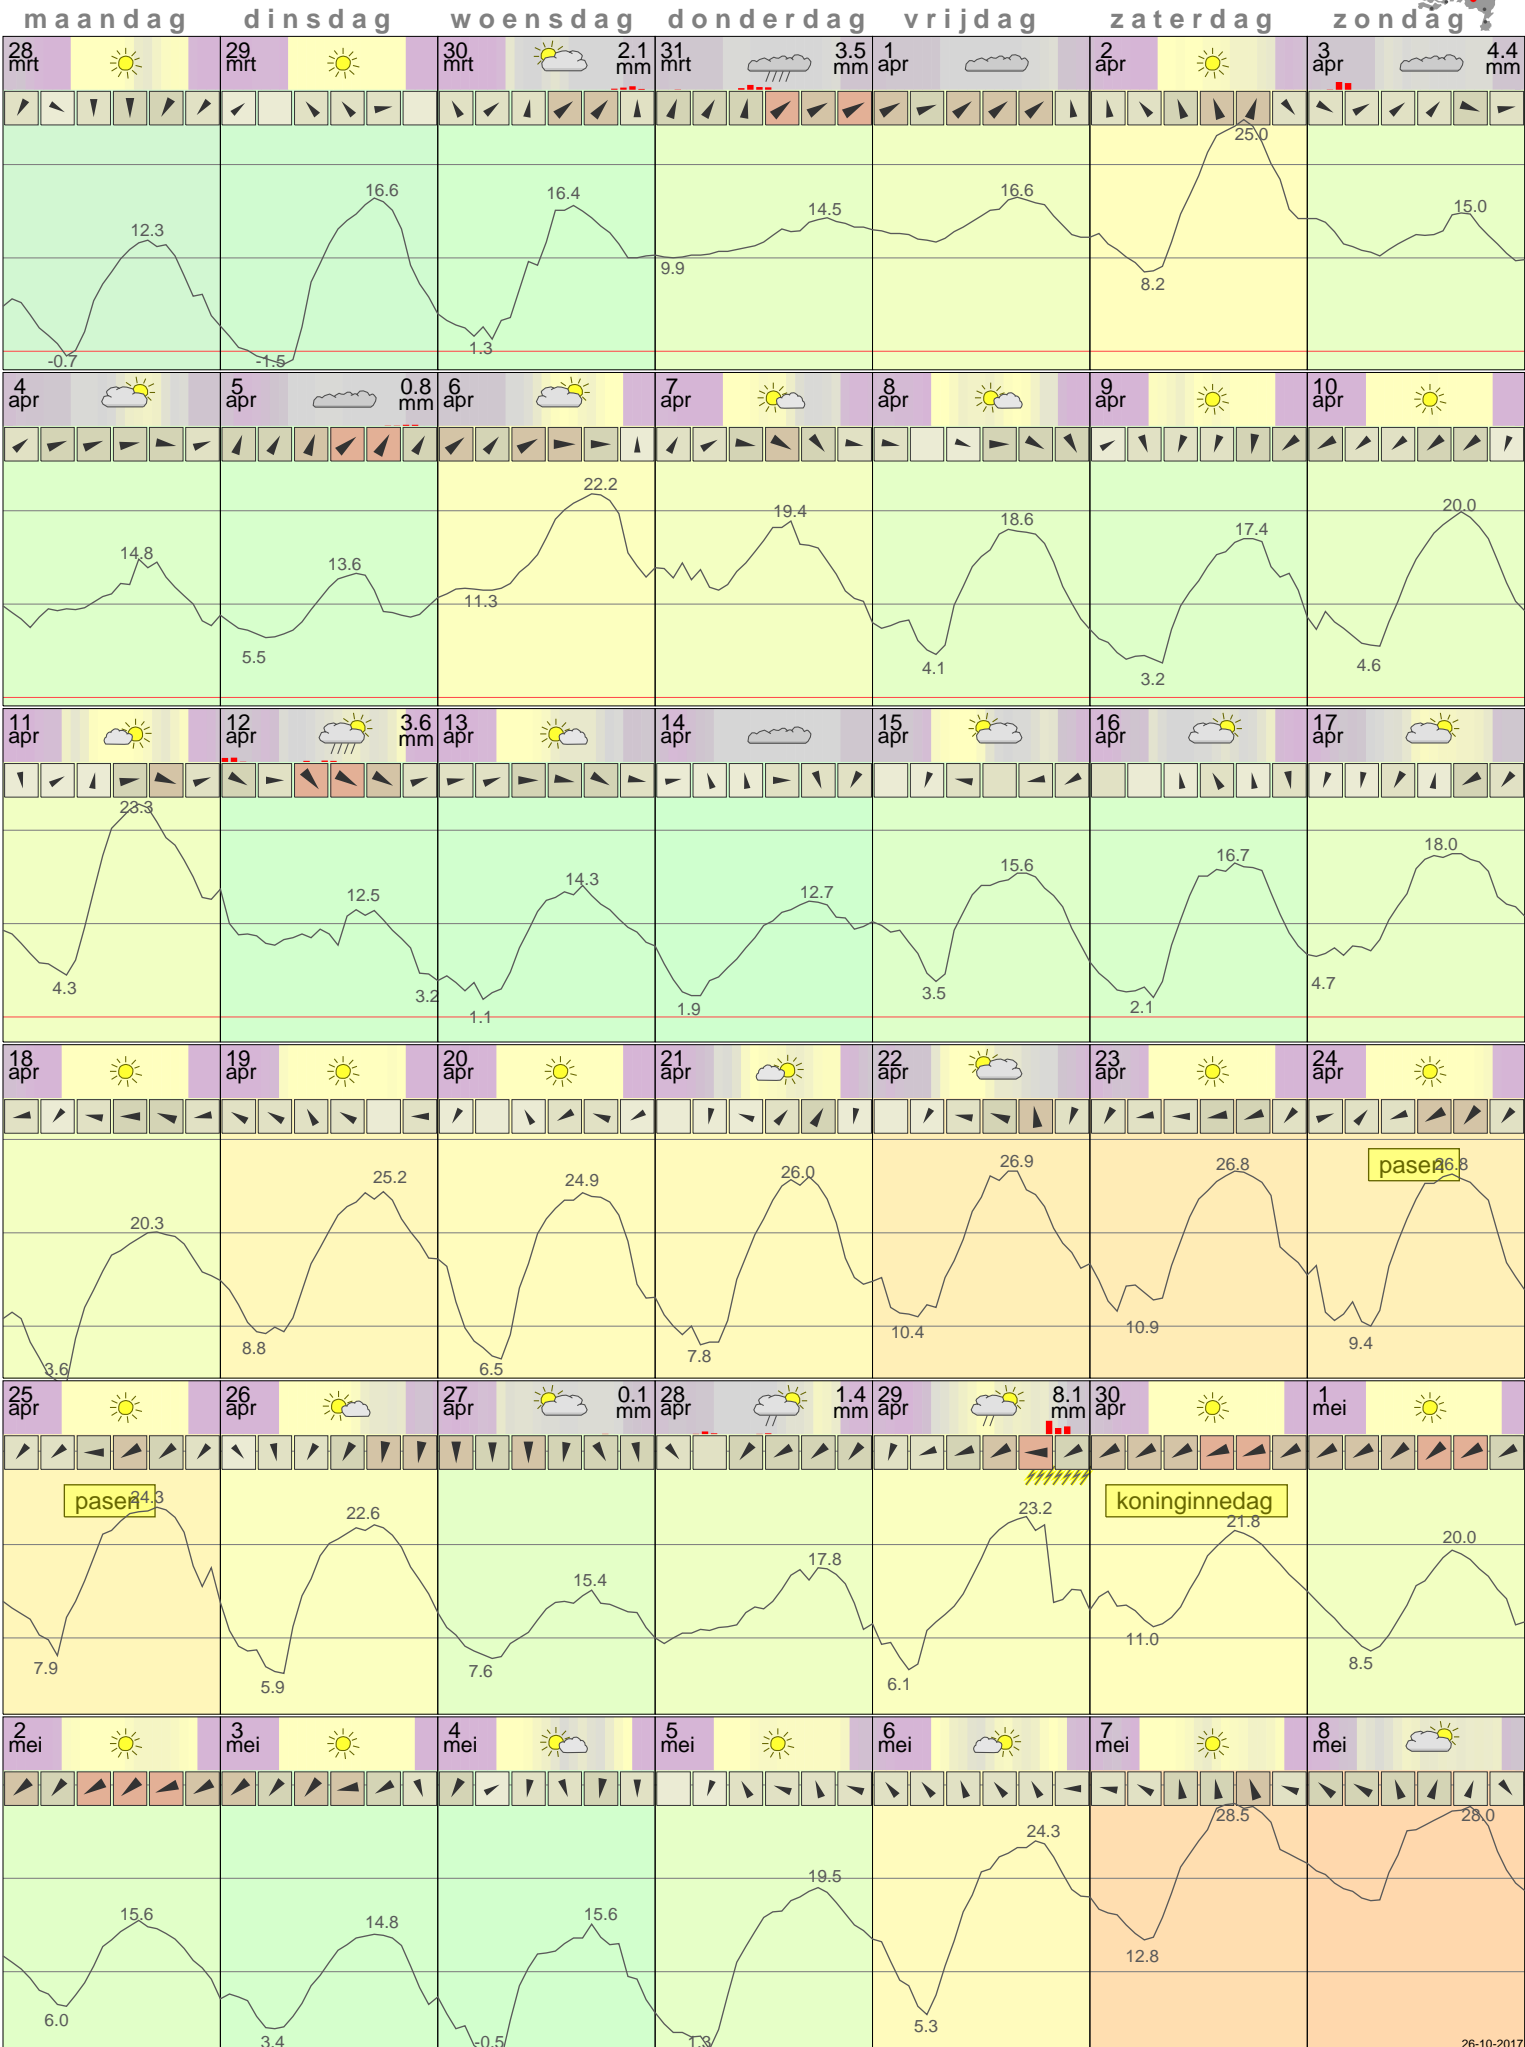 maandag dinsdag woensdag donderdag vrijdag zaterdag zondag
28 29 30 2.1 31 3.5 1 2 3 4.4
mrt mrt mrt mm mrt mm apr apr apr mm
12.3 16.6 16.4 14.5 16.6 25.0 15.0
-0.7 -1.5 1.3 9.9 8.2
4 5 0.8 6 7 8 9 10
apr apr mm apr apr apr apr apr
14.8 13.6 22.2 19.4 18.6 17.4 20.0
5.5 11.3 4.1 3.2 4.6
11 12 3.6 13 14 15 16 17
apr apr mm apr apr apr apr apr
23.3 12.5 14.3 12.7 15.6 16.7 18.0
4.3 3.2 1.1 1.9 3.5 2.1 4.7
18 19 20 21 22 23 24
apr apr apr apr apr apr apr
pasen
20.3 25.2 24.9 26.0 26.9 26.8 26.8
3.6 8.8 6.5 7.8 10.4 10.9 9.4
25 26 27 0.1 28 1.4 29 8.1 30 1
apr apr apr mm apr mm apr mm apr mei
pasen koninginnedag
24.3 22.6 15.4 17.8 23.2 21.8 20.0
7.9 5.9 7.6 6.1 11.0 8.5
2 3 4 5 6 7 8
mei mei mei mei mei mei mei
15.6 14.8 15.6 19.5 24.3 28.5 28.0
6.0 3.4 -0.5 1.3 5.3 12.8
26-10-2017